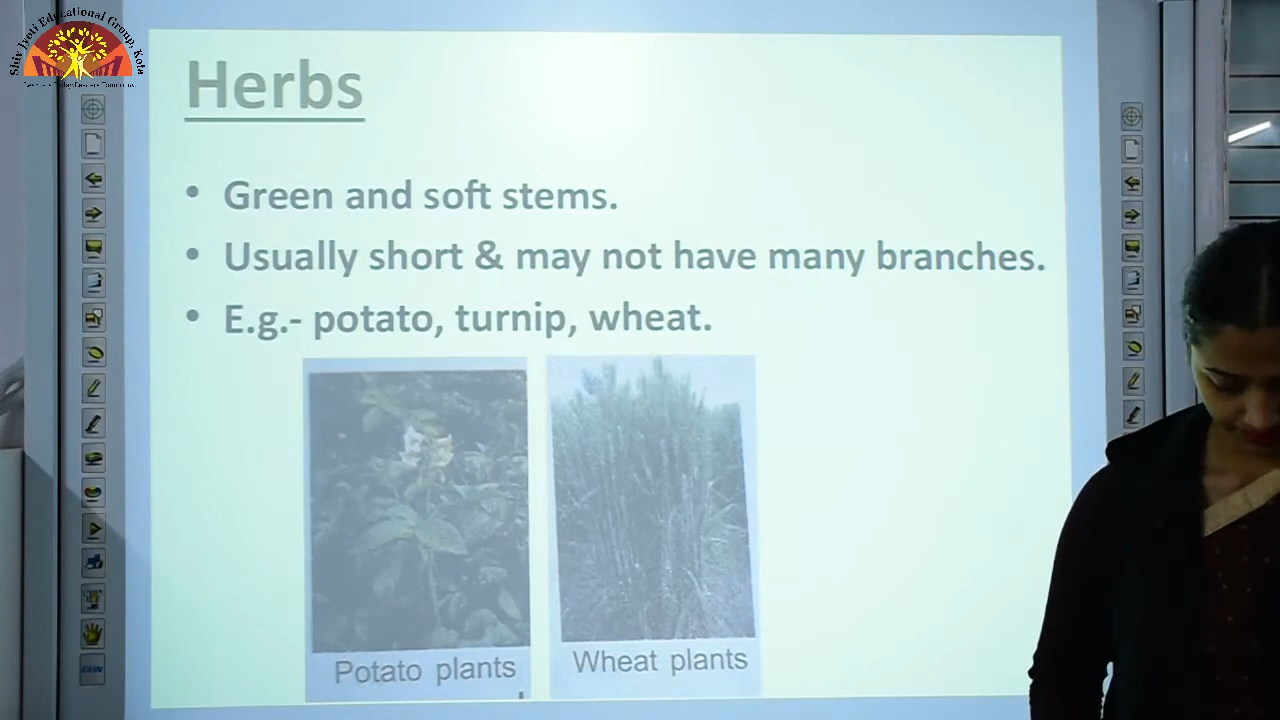 Shiv Jyoti Educational Group, Kota
Herbs
• Green and soft stems.
• Usually short & may not have many branches.
• E.g.- potato, turnip, wheat.
Potato plants
Wheat plants